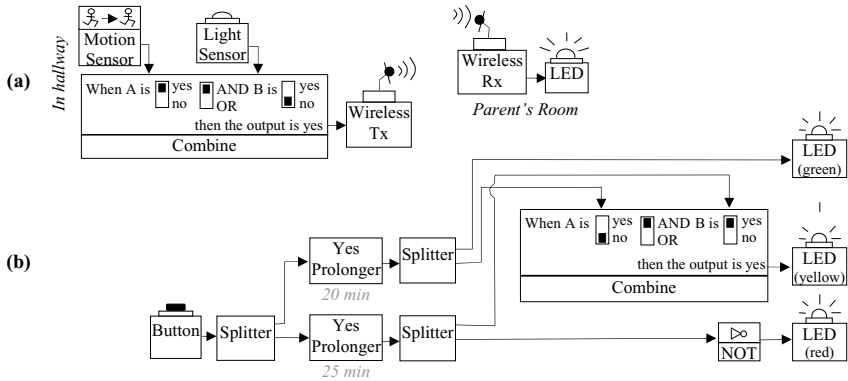 (a)
In hallway
Motion
Sensor
Light
Sensor
When A is yes AND B is yes
no OR no
then the output is yes
Combine
Wireless
Tx
Wireless
Rx
LED
Parent's Room
(b)
Button
Splitter
Yes
Prolonger
20 min
Splitter
Yes
Prolonger
25 min
Splitter
When A is yes AND B is yes
no OR no
then the output is yes
Combine
NOT
LED
(green)
LED
(yellow)
LED
(red)